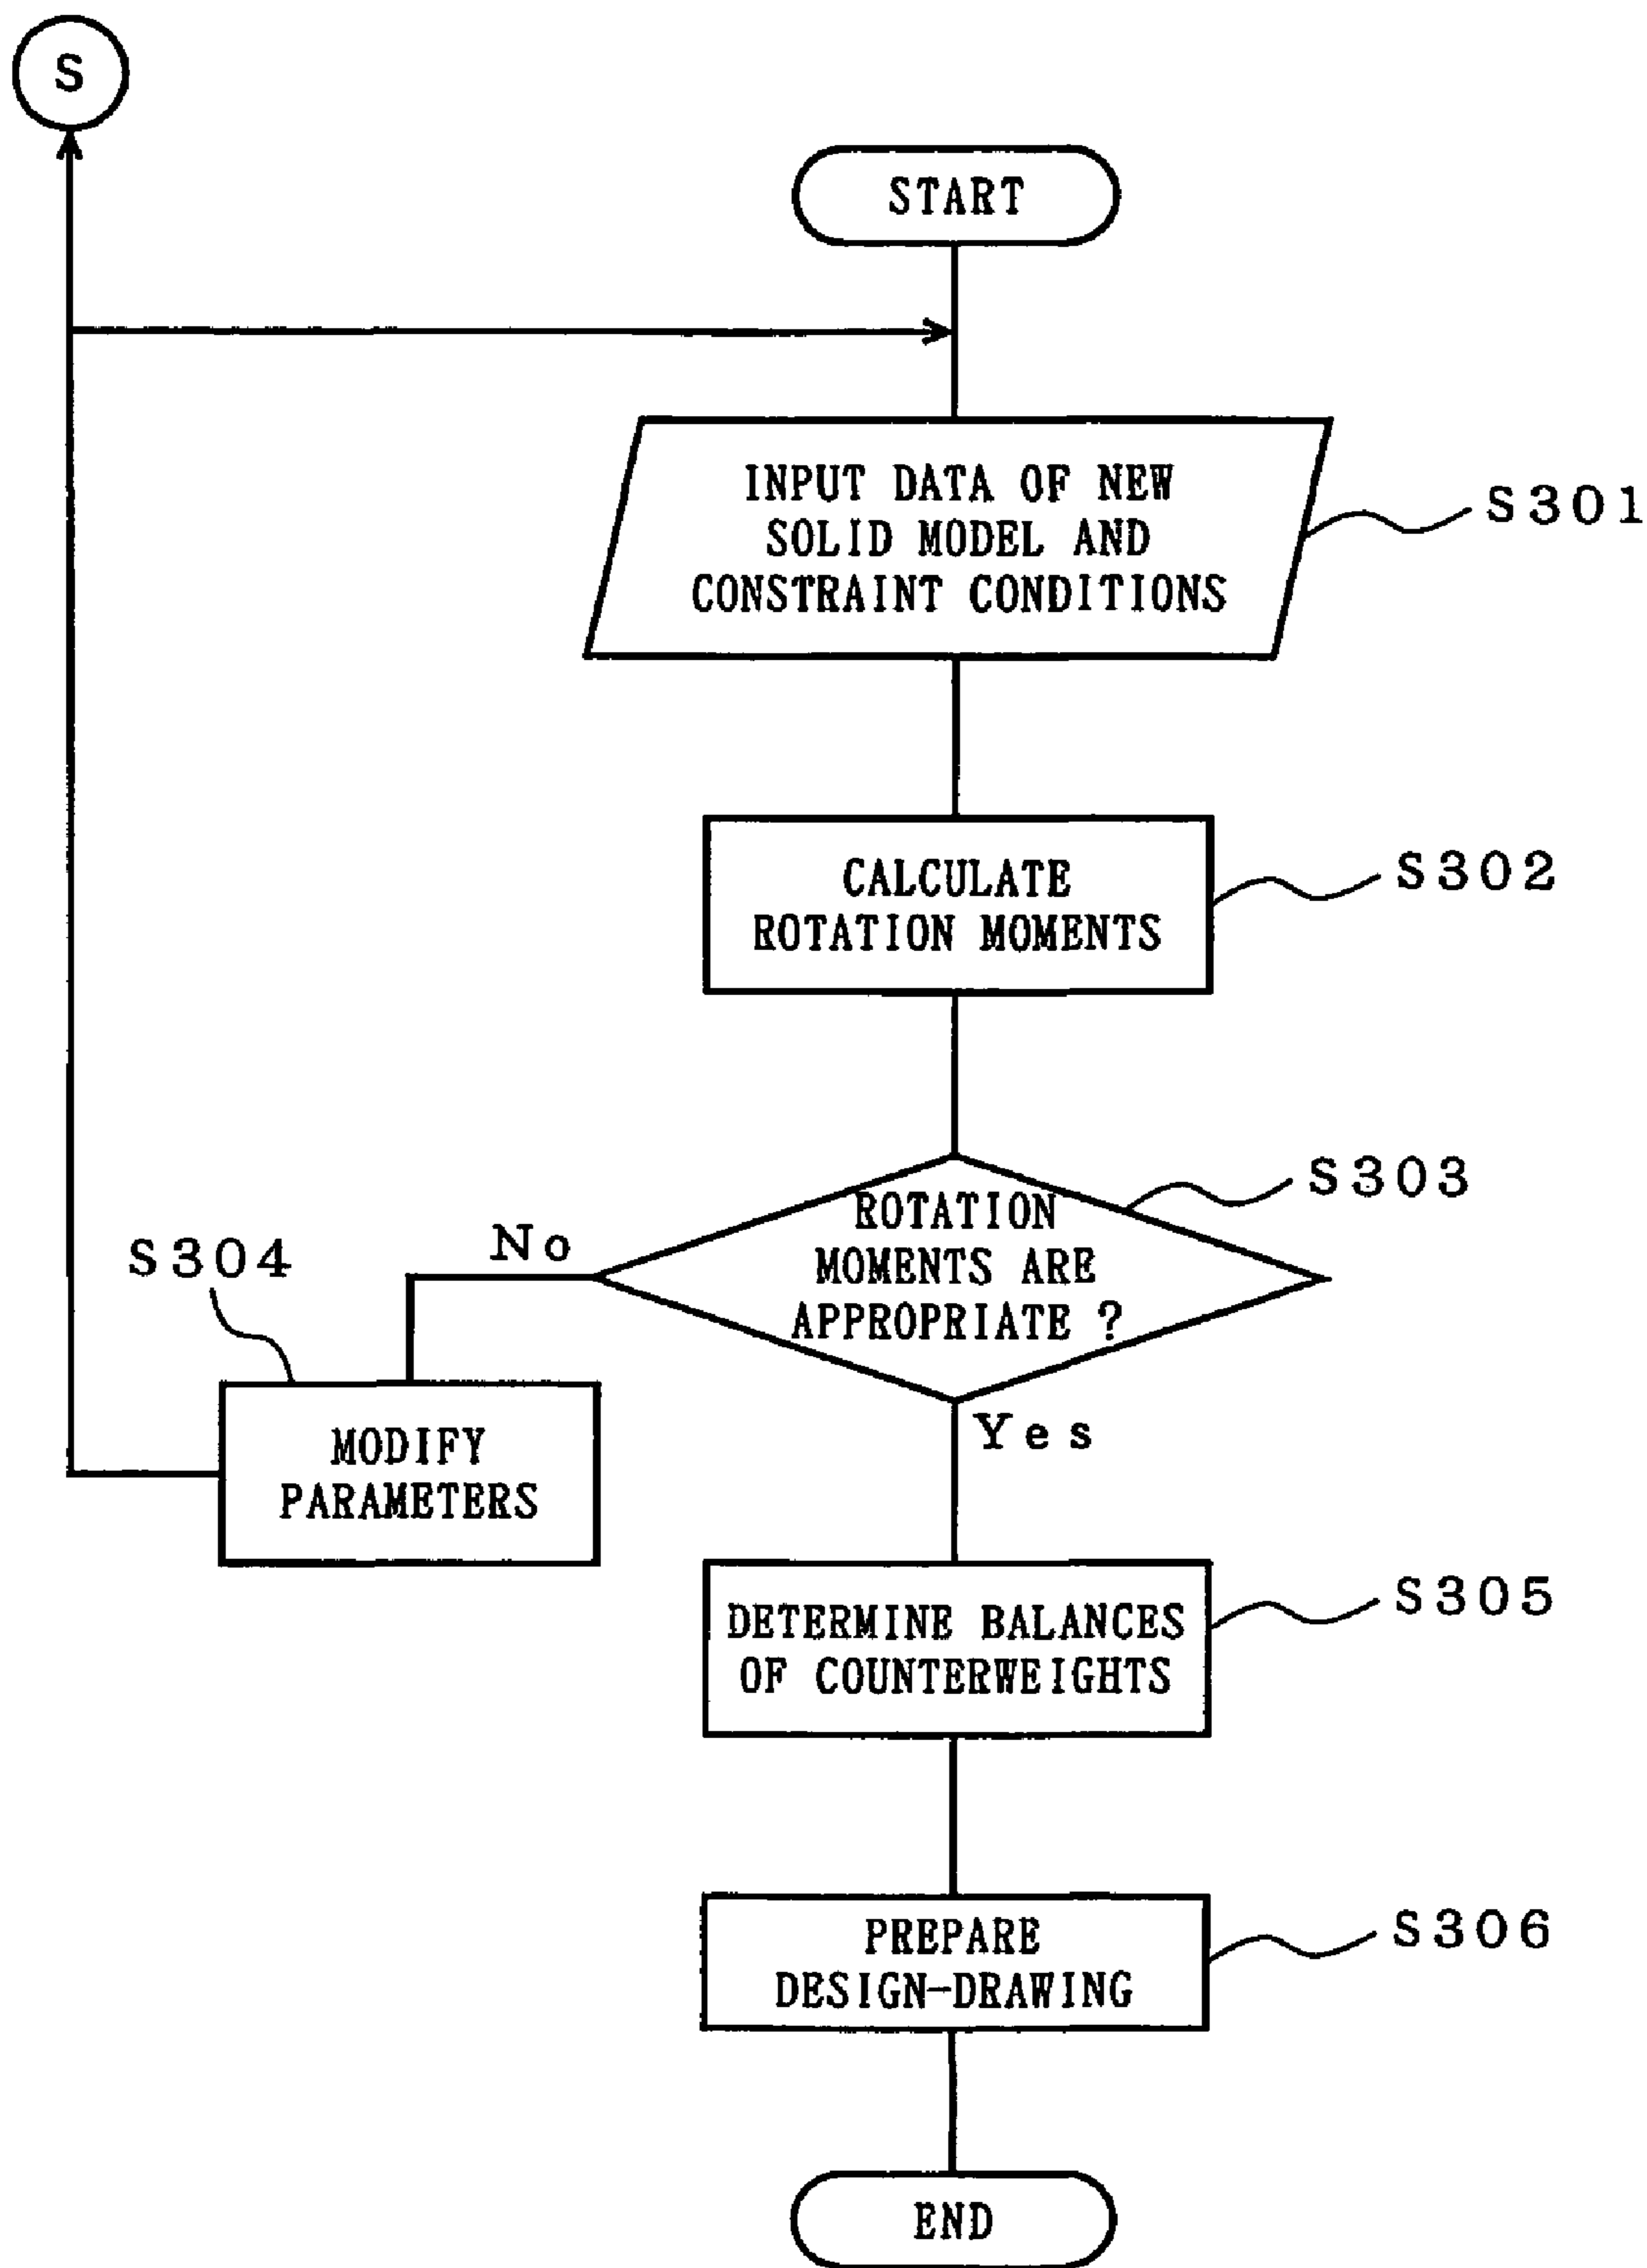 S
START
INPUT DATA OF NEW
SOLID MODEL AND
CONSTRAINT CONDITIONS
S301
CALCULATE
ROTATION MOMENTS
S302
ROTATION
MOMENTS ARE
APPROPRIATE ?
S303
No
S304
MODIFY
PARAMETERS
Yes
DETERMINE BALANCES
OF COUNTERWEIGHTS
S305
PREPARE
DESIGN-DRAWING
S306
END